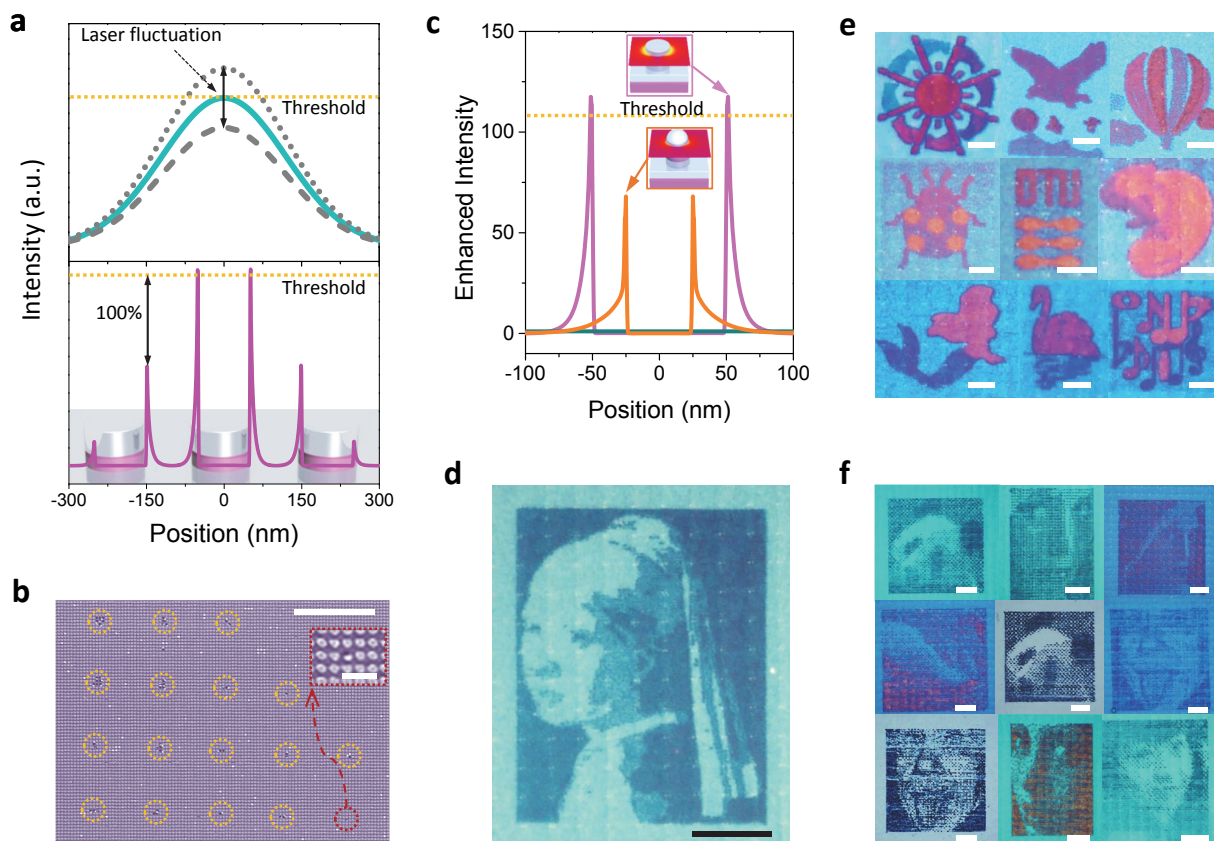 a
Laser fluctuation
Threshold
Threshold
100%
Intensity (a.u.)
-300 -150 0 150 300
Position (nm)
b
c
150
100
50
0
Threshold
Enhanced Intensity
-100 -50 0 50 100
Position (nm)
d
e
DTU
f